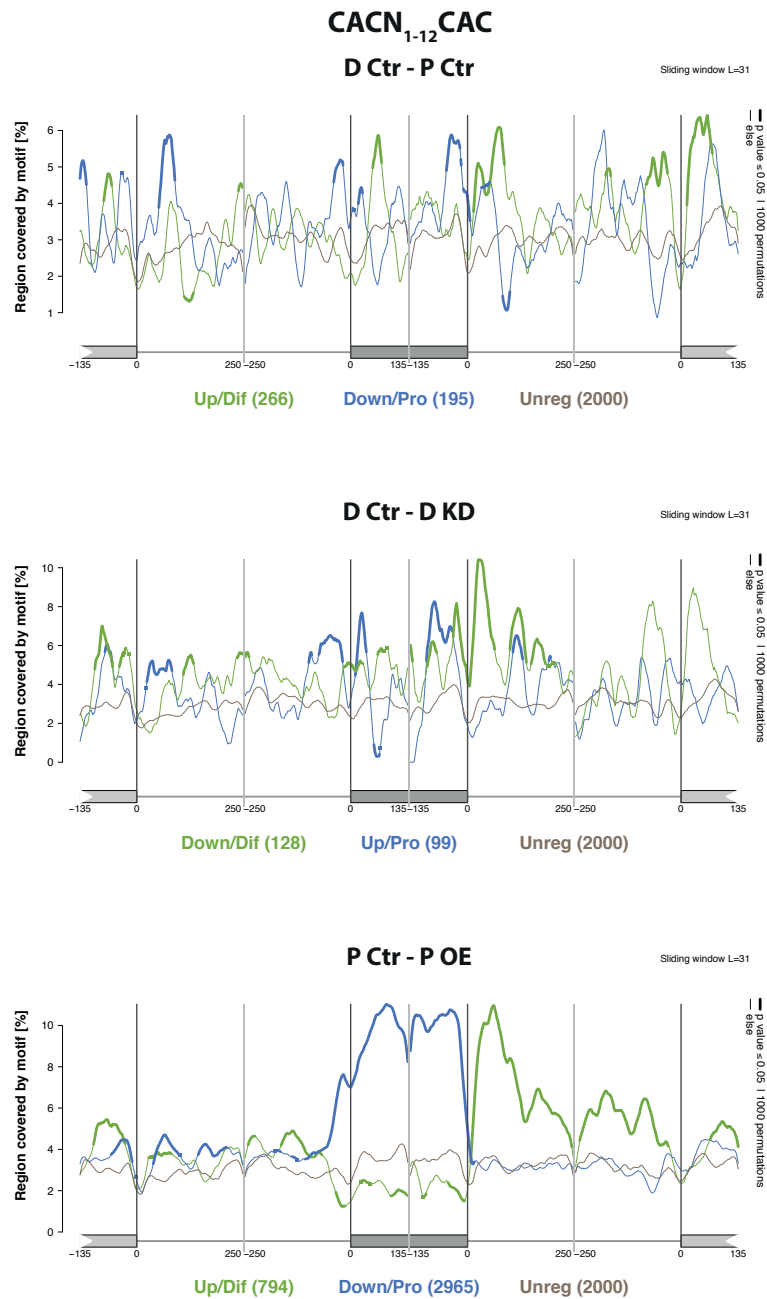 CACN1-12CAC
D Ctr - P Ctr
Sliding window L=31
Region covered by motif [%]
6
5
4
3
2
1
p value ≤ 0.05 | 1000 permutations
else
−135 0 250 −250 0 135 −135 0 250 −250 0 135
Up/Dif (266) Down/Pro (195) Unreg (2000)
D Ctr - D KD
Sliding window L=31
Region covered by motif [%]
10
8
6
4
2
0
p value ≤ 0.05 | 1000 permutations
else
−135 0 250 −250 0 135 −135 0 250 −250 0 135
Down/Dif (128) Up/Pro (99) Unreg (2000)
P Ctr - P OE
Sliding window L=31
Region covered by motif [%]
10
8
6
4
2
0
p value ≤ 0.05 | 1000 permutations
else
−135 0 250 −250 0 135 −135 0 250 −250 0 135
Up/Dif (794) Down/Pro (2965) Unreg (2000)